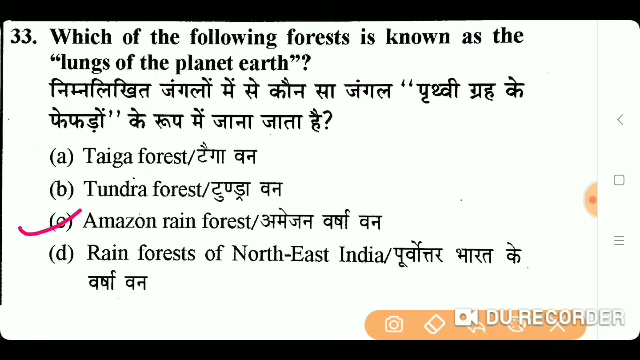 33. Which of the following forests is known as the
“lungs of the planet earth”?
निम्नलिखित जंगलों में से कौन सा जंगल “पृथ्वी ग्रह के
फेफड़ों” के रूप में जाना जाता है?
(a) Taiga forest/टैगा वन
(b) Tundra forest/टुण्ड्रा वन
(c) Amazon rain forest/अमेजन वर्षा वन
(d) Rain forests of North-East India/पूर्वोत्तर भारत के
वर्षा वन
DU RECORDER